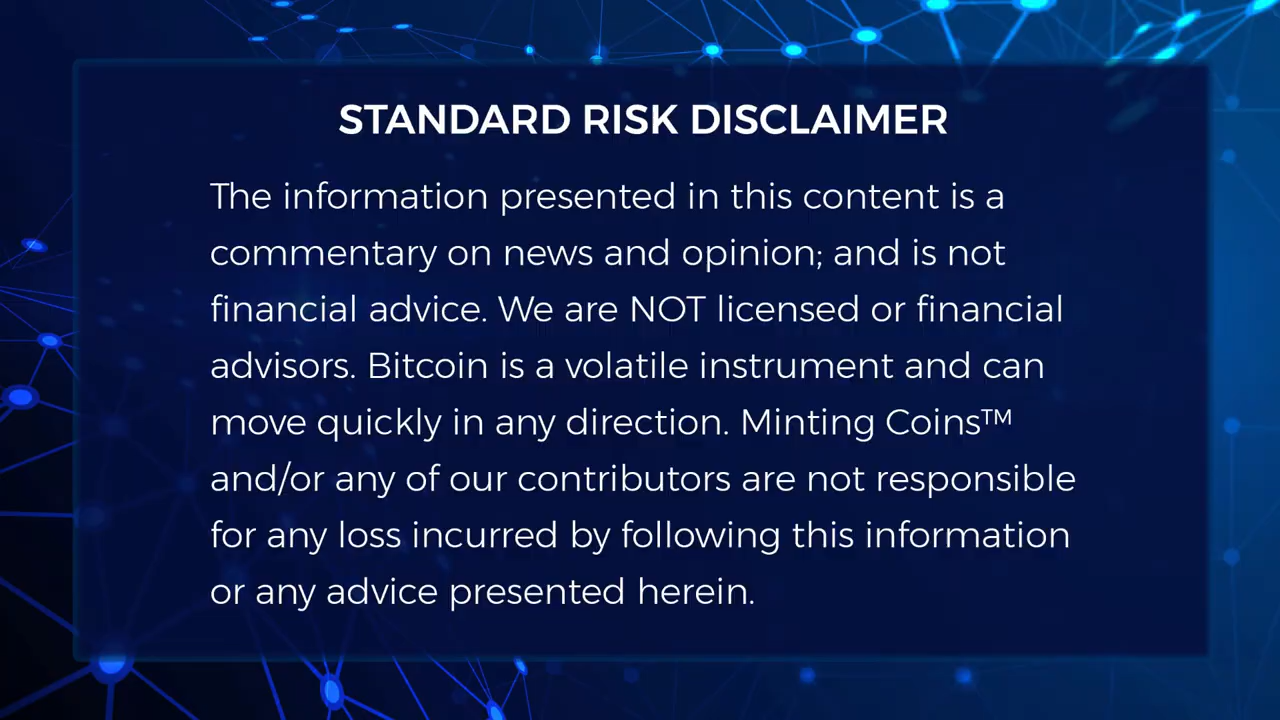 STANDARD RISK DISCLAIMER
The information presented in this content is a
commentary on news and opinion; and is not
financial advice. We are NOT licensed or financial
advisors. Bitcoin is a volatile instrument and can
move quickly in any direction. Minting Coins™
and/or any of our contributors are not responsible
for any loss incurred by following this information
or any advice presented herein.